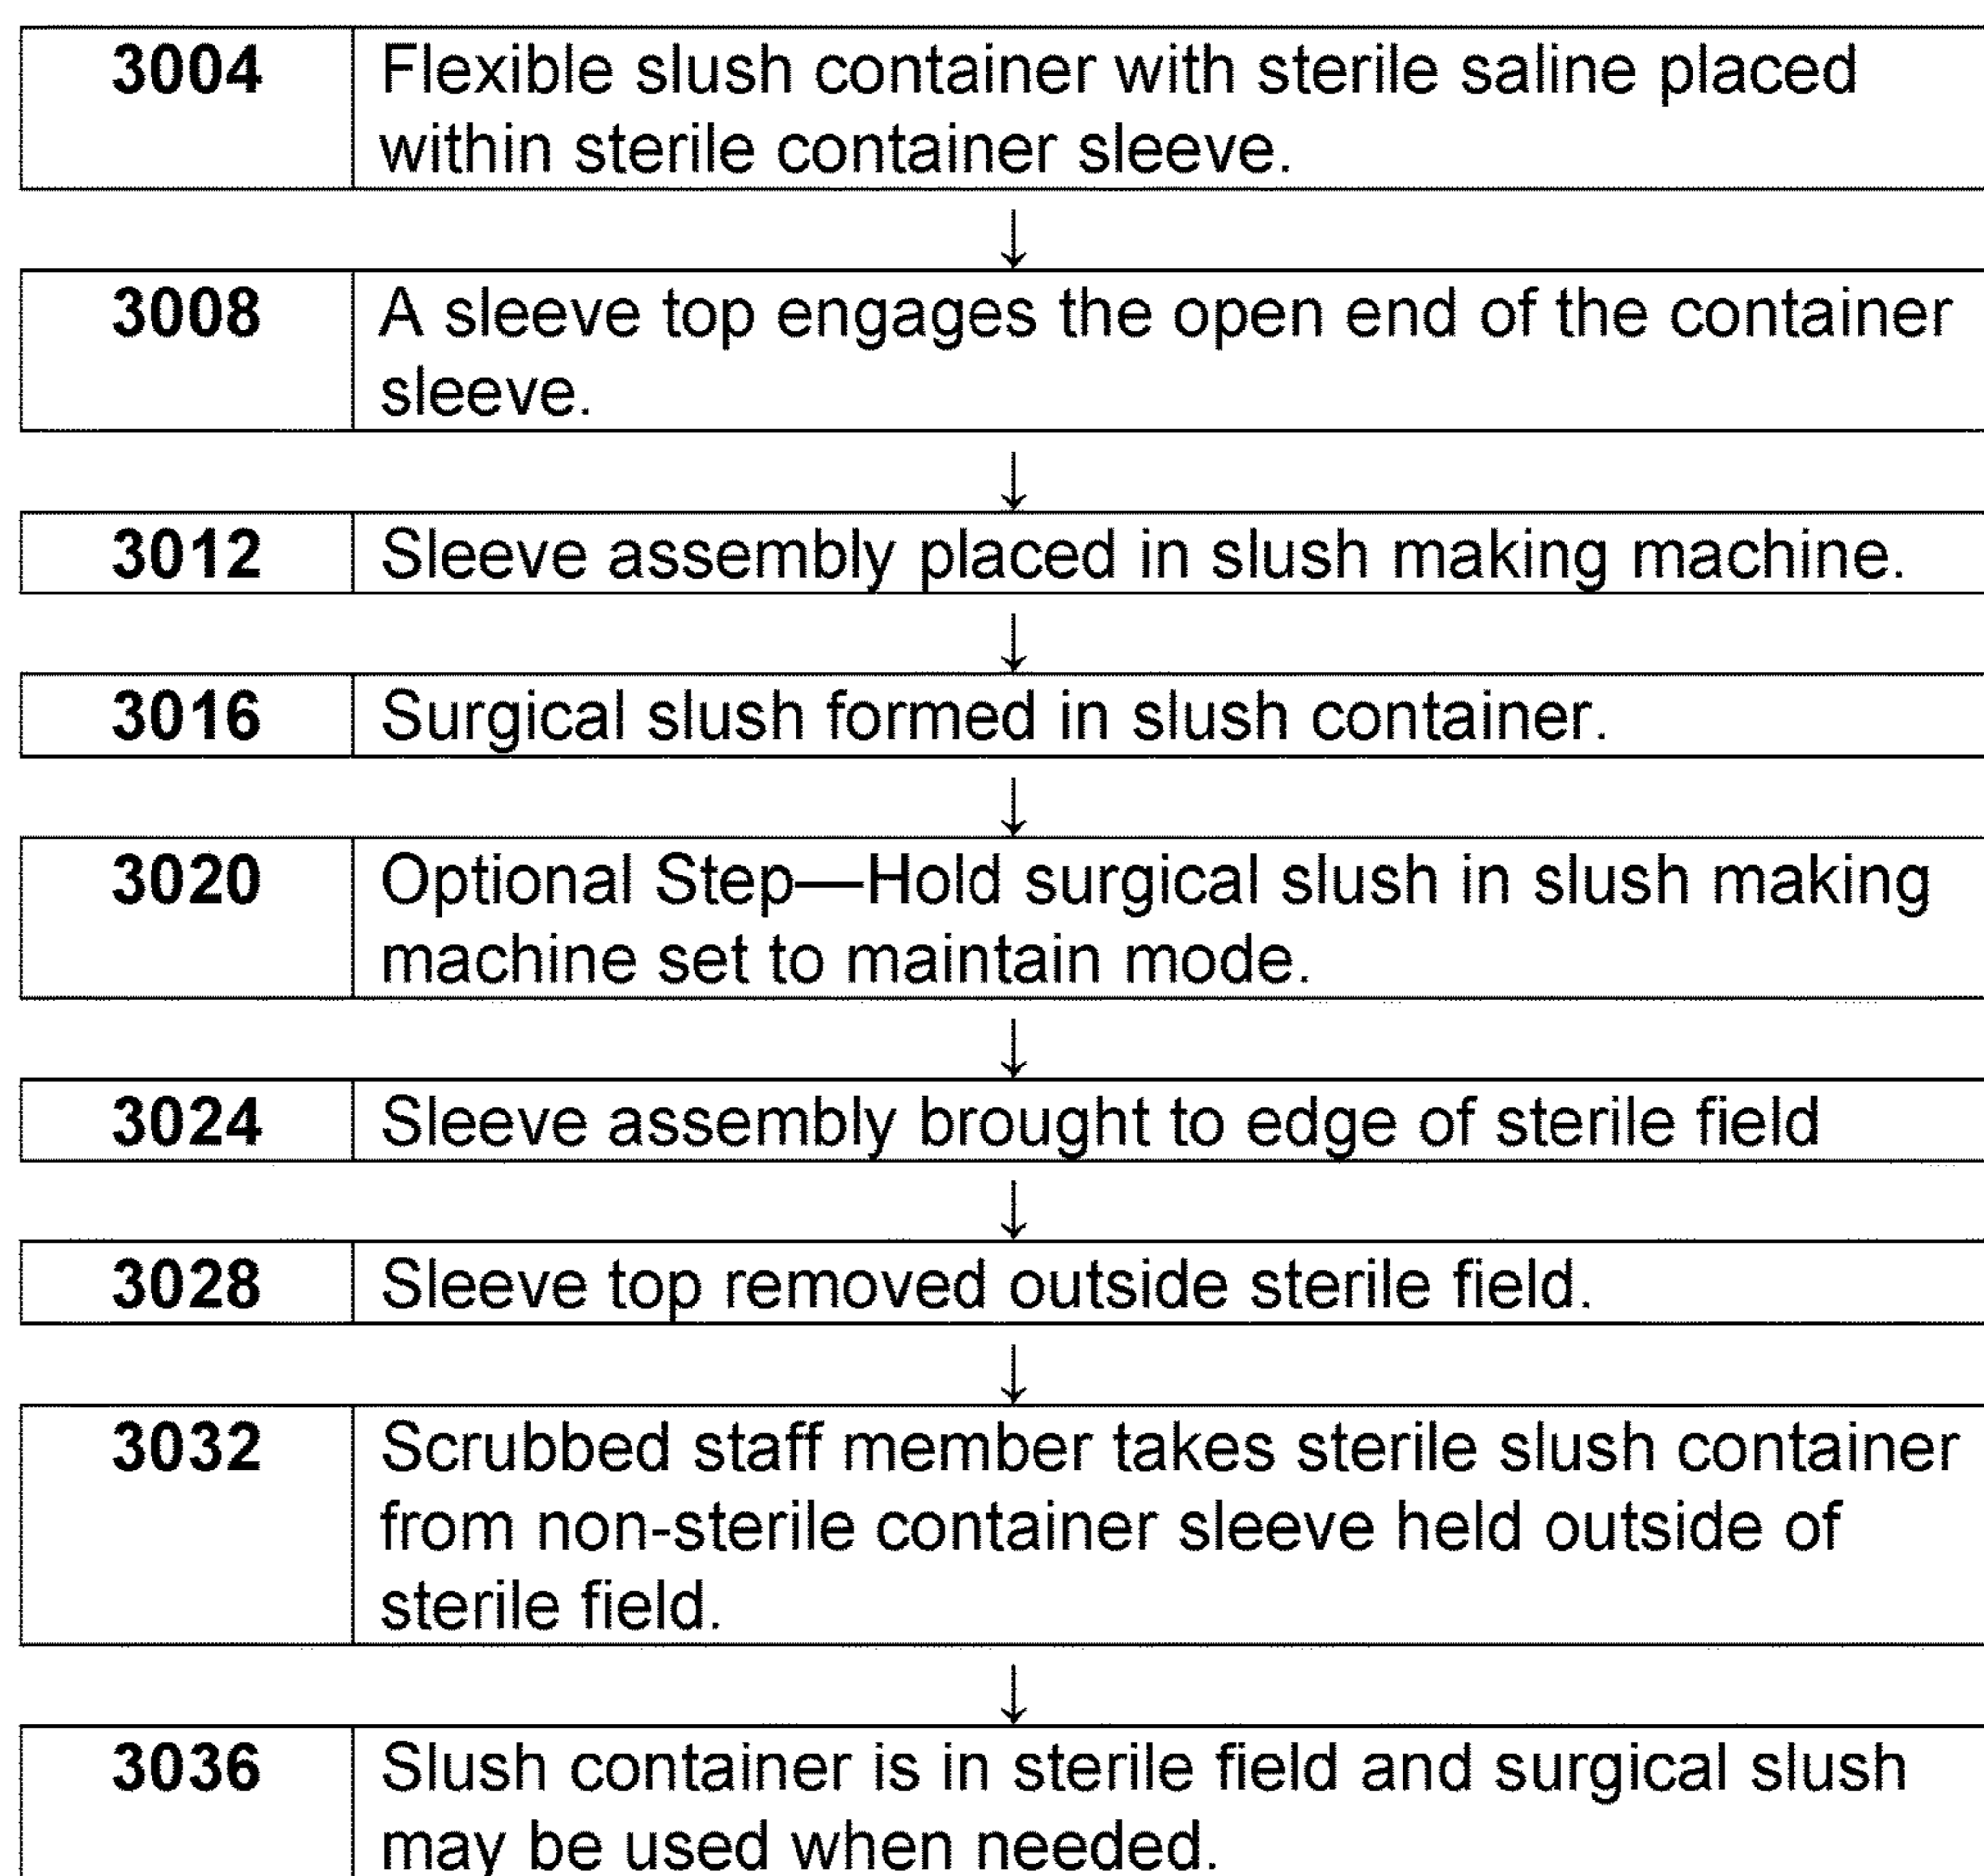 3004 Flexible slush container with sterile saline placed
within sterile container sleeve.
↓
3008 A sleeve top engages the open end of the container
sleeve.
↓
3012 Sleeve assembly placed in slush making machine.
↓
3016 Surgical slush formed in slush container.
↓
3020 Optional Step—Hold surgical slush in slush making
machine set to maintain mode.
↓
3024 Sleeve assembly brought to edge of sterile field
↓
3028 Sleeve top removed outside sterile field.
↓
3032 Scrubbed staff member takes sterile slush container
from non-sterile container sleeve held outside of
sterile field.
↓
3036 Slush container is in sterile field and surgical slush
may be used when needed.